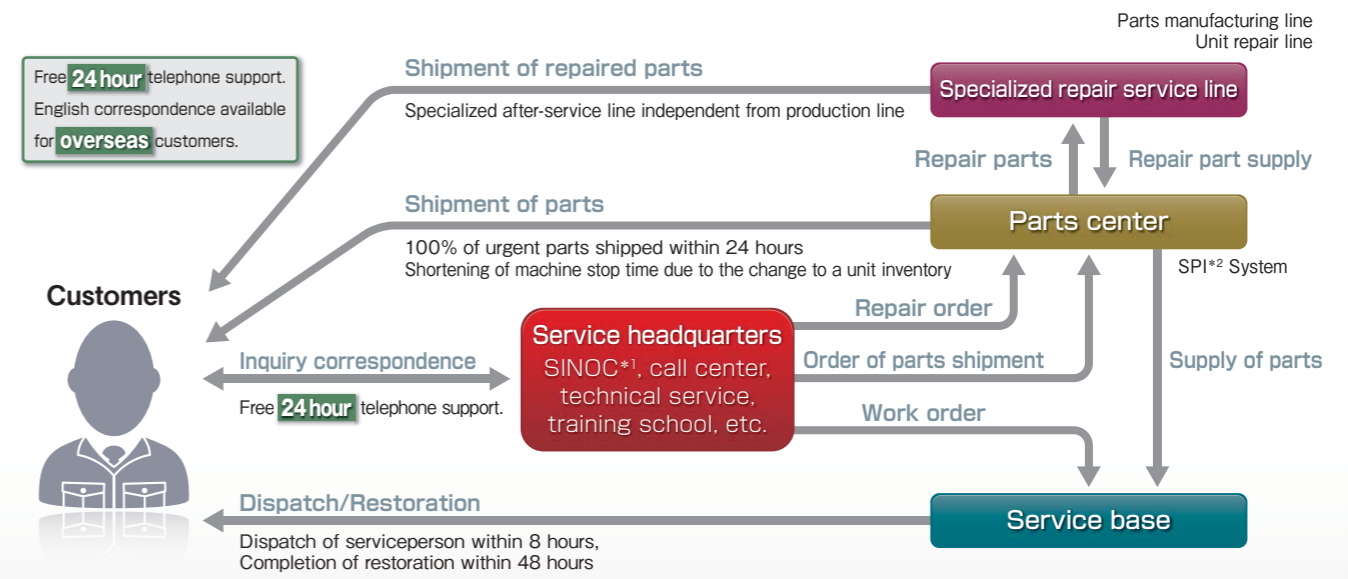 Parts manufacturing line
Unit repair line
Free 24 hour telephone support.
English correspondence available
for overseas customers.
Shipment of repaired parts
Specialized after-service line independent from production line
Specialized repair service line
Repair parts
Repair part supply
Shipment of parts
100% of urgent parts shipped within 24 hours
Shortening of machine stop time due to the change to a unit inventory
Parts center
SPI*2 System
Customers
Service headquarters
SINOC*1, call center,
technical service,
training school, etc.
Repair order
Order of parts shipment
Supply of parts
Work order
Inquiry correspondence
Free 24 hour telephone support.
Dispatch/Restoration
Dispatch of serviceperson within 8 hours,
Completion of restoration within 48 hours
Service base